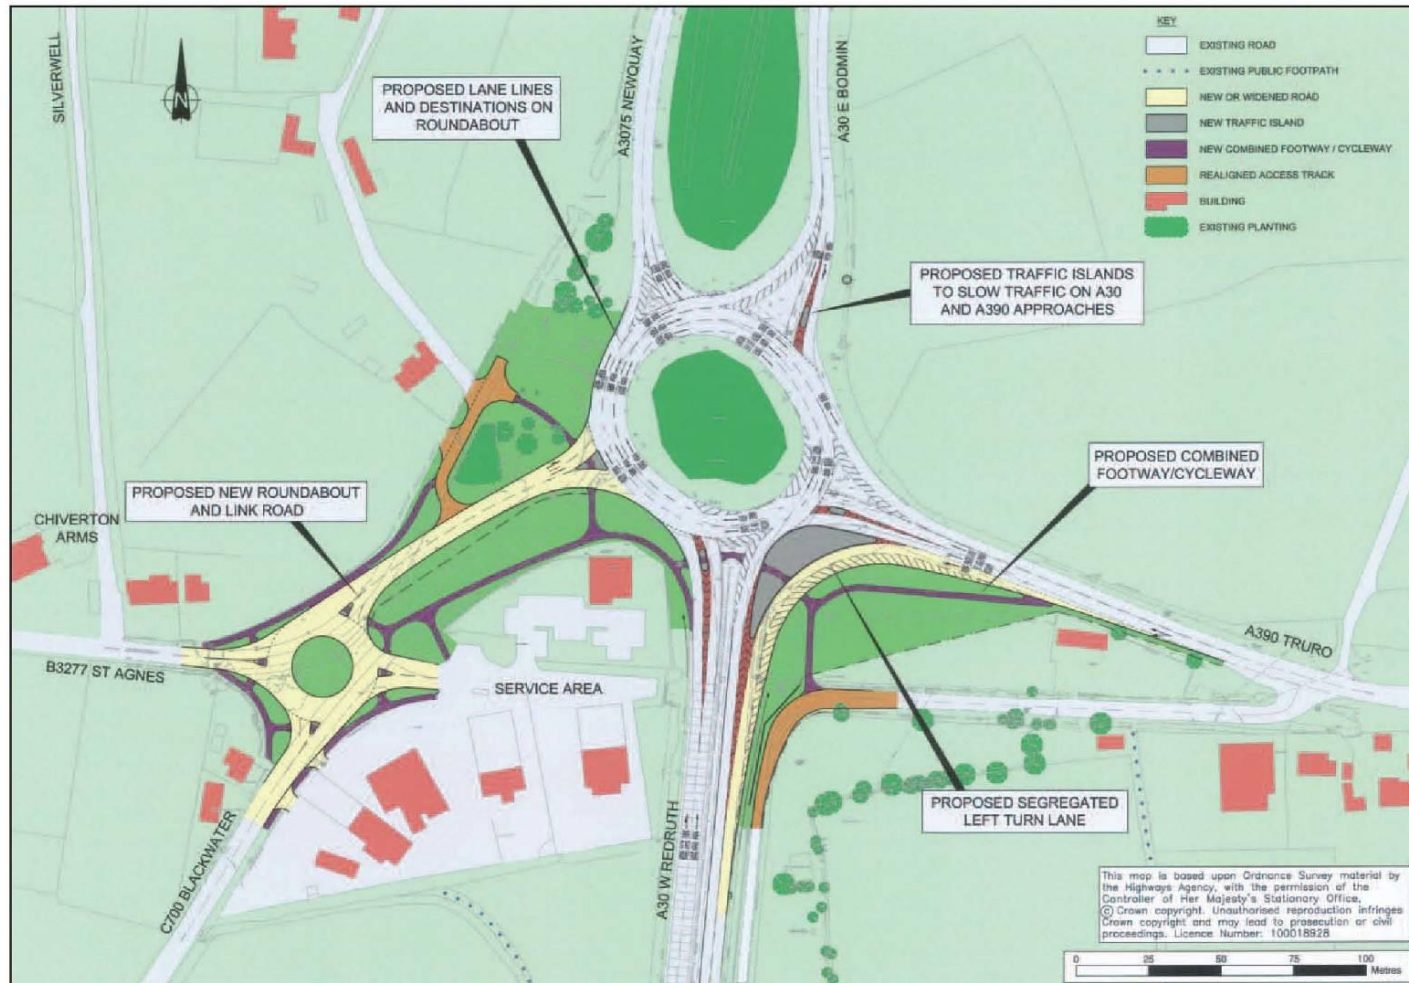 SILVERWELL
N
PROPOSED LANE LINES
AND DESTINATIONS ON
ROUNDABOUT
A3075 NEWQUAY
A30 E BODMIN
KEY
EXISTING ROAD
EXISTING PUBLIC FOOTPATH
NEW OR WIDENED ROAD
NEW TRAFFIC ISLAND
NEW COMBINED FOOTWAY / CYCLEWAY
REALIGNED ACCESS TRACK
BUILDING
EXISTING PLANTING
PROPOSED TRAFFIC ISLANDS
TO SLOW TRAFFIC ON A30
AND A390 APPROACHES
PROPOSED COMBINED
FOOTWAY/CYCLEWAY
PROPOSED NEW ROUNDABOUT
AND LINK ROAD
CHIVERTON
ARMS
B3277 ST AGNES
SERVICE AREA
A390 TRURO
C700 BLACKWATER
A30 W REDRUTH
PROPOSED SEGREGATED
LEFT TURN LANE
This map is based upon Ordnance Survey material by
the Highways Agency, with the permission of the
Controller of Her Majesty's Stationary Office,
© Crown copyright. Unauthorised reproduction infringes
Crown copyright and may lead to prosecution or civil
proceedings. Licence Number: 100018928
0 25 50 75 100
Metres